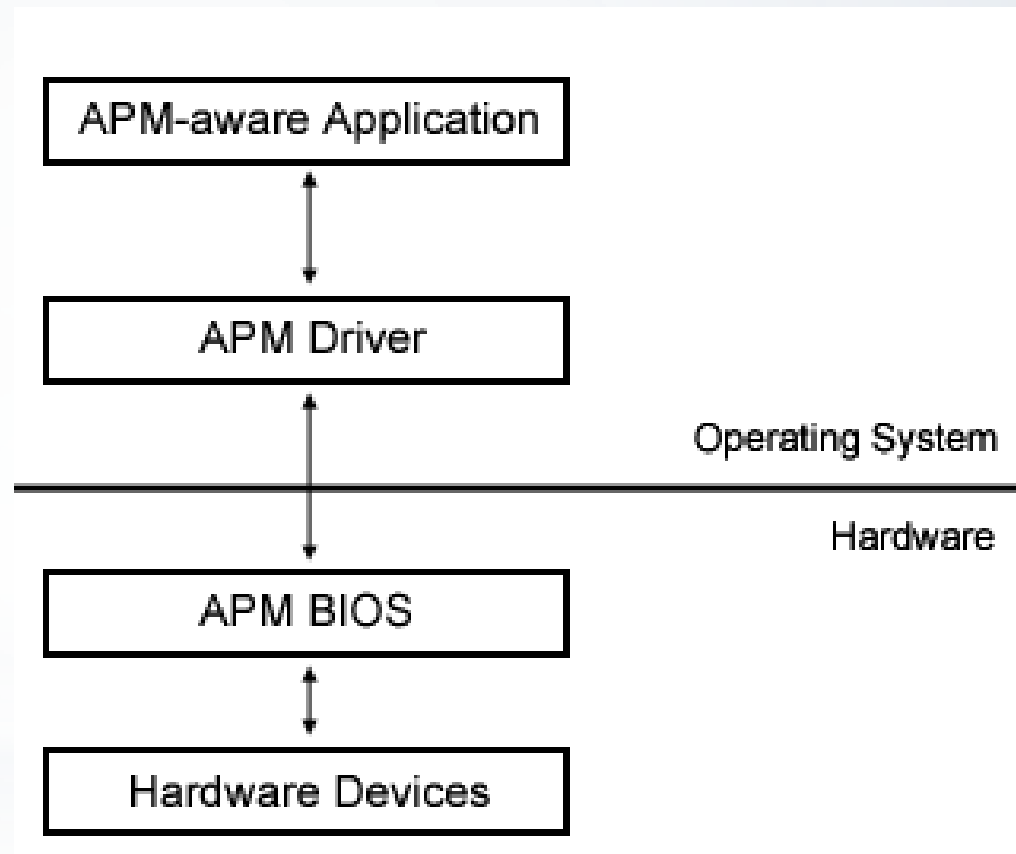 APM-aware Application
APM Driver
Operating System
Hardware
APM BIOS
Hardware Devices